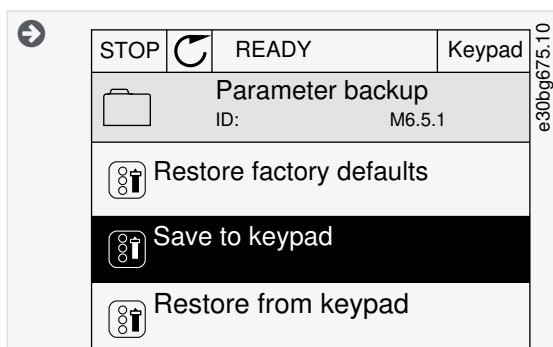 STOP READY Keypad
Parameter backup
ID: M6.5.1
Restore factory defaults
Save to keypad
Restore from keypad
e30bg675.10